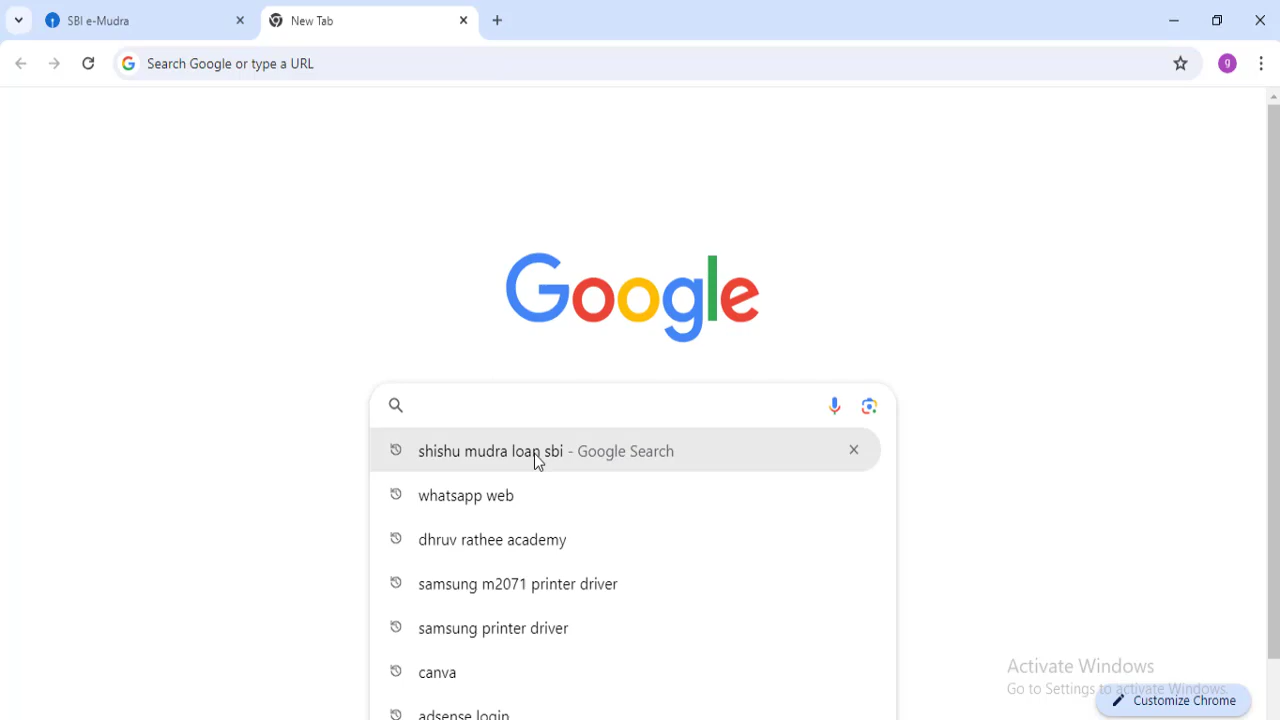 SBI e-Mudra
New Tab
Search Google or type a URL
g
Google
shishu mudra loan sbi - Google Search
whatsapp web
dhruv rathee academy
samsung m2071 printer driver
samsung printer driver
canva
adsense login
Activate Windows
Go to Settings to activate Windows.
Customize Chrome